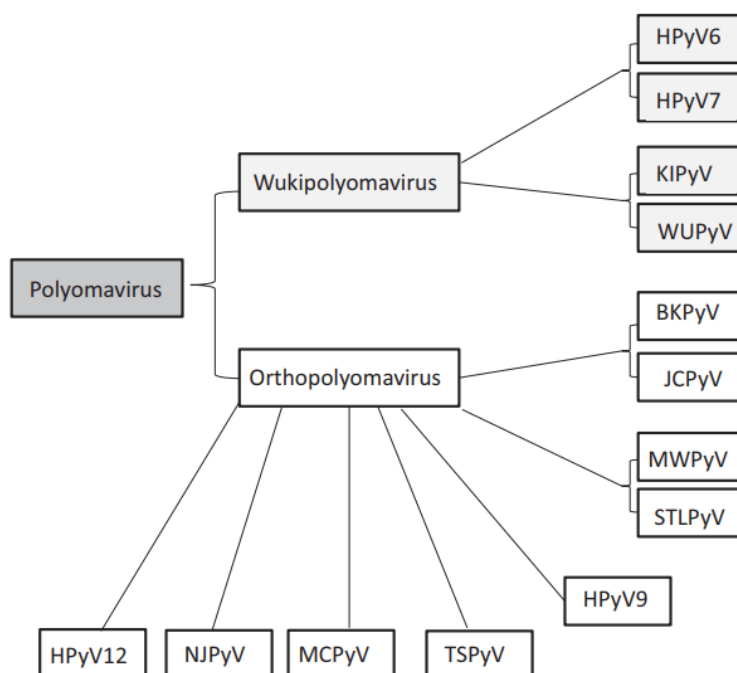 HPyV6
HPyV7
Wukipolyomavirus
KIPyV
WUPyV
Polyomavirus
BKPyV
Orthopolyomavirus
JCPyV
MWPyV
STLPyV
HPyV9
HPyV12
NJPyV
MCPyV
TSPyV